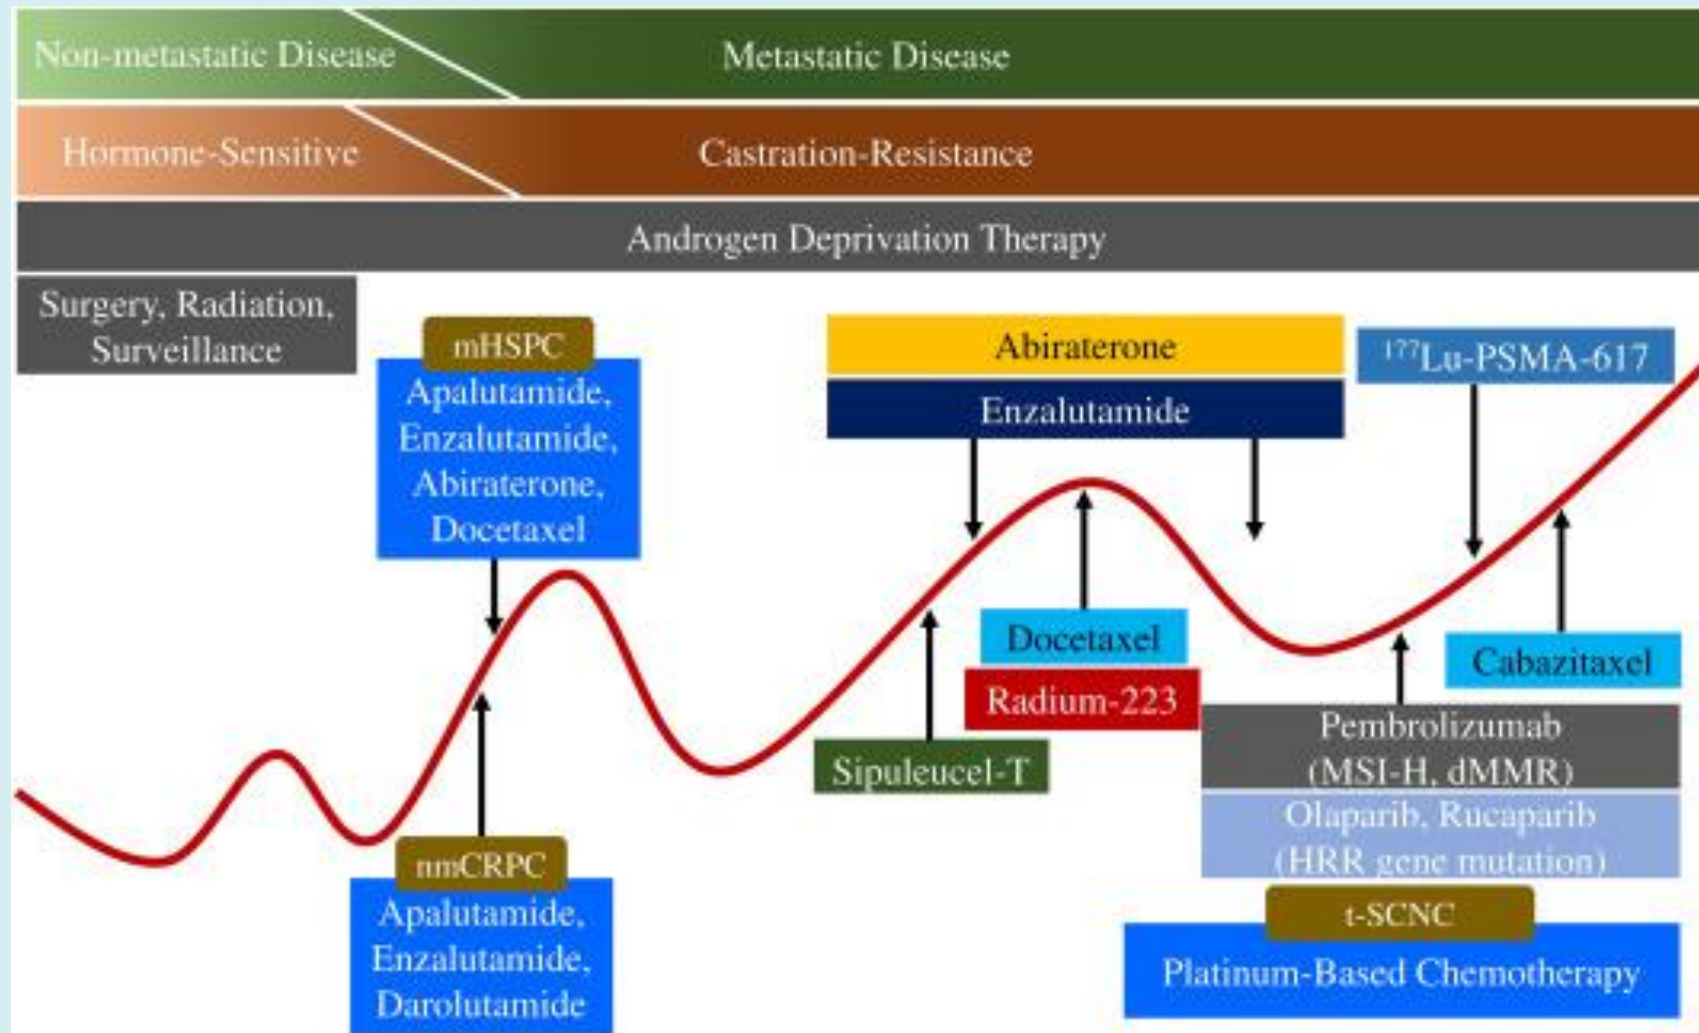 Non-metastatic Disease
Metastatic Disease
Hormone-Sensitive
Castration-Resistance
Androgen Deprivation Therapy
Surgery, Radiation,
Surveillance
mHSPC
Apalutamide,
Enzalutamide,
Abiraterone,
Docetaxel
Abiraterone
Enzalutamide
¹⁷⁷Lu-PSMA-617
Docetaxel
Radium-223
Sipuleucel-T
Cabazitaxel
Pembrolizumab
(MSI-H, dMMR)
Olaparib, Rucaparib
(HRR gene mutation)
nmCRPC
Apalutamide,
Enzalutamide,
Darolutamide
t-SCNC
Platinum-Based Chemotherapy